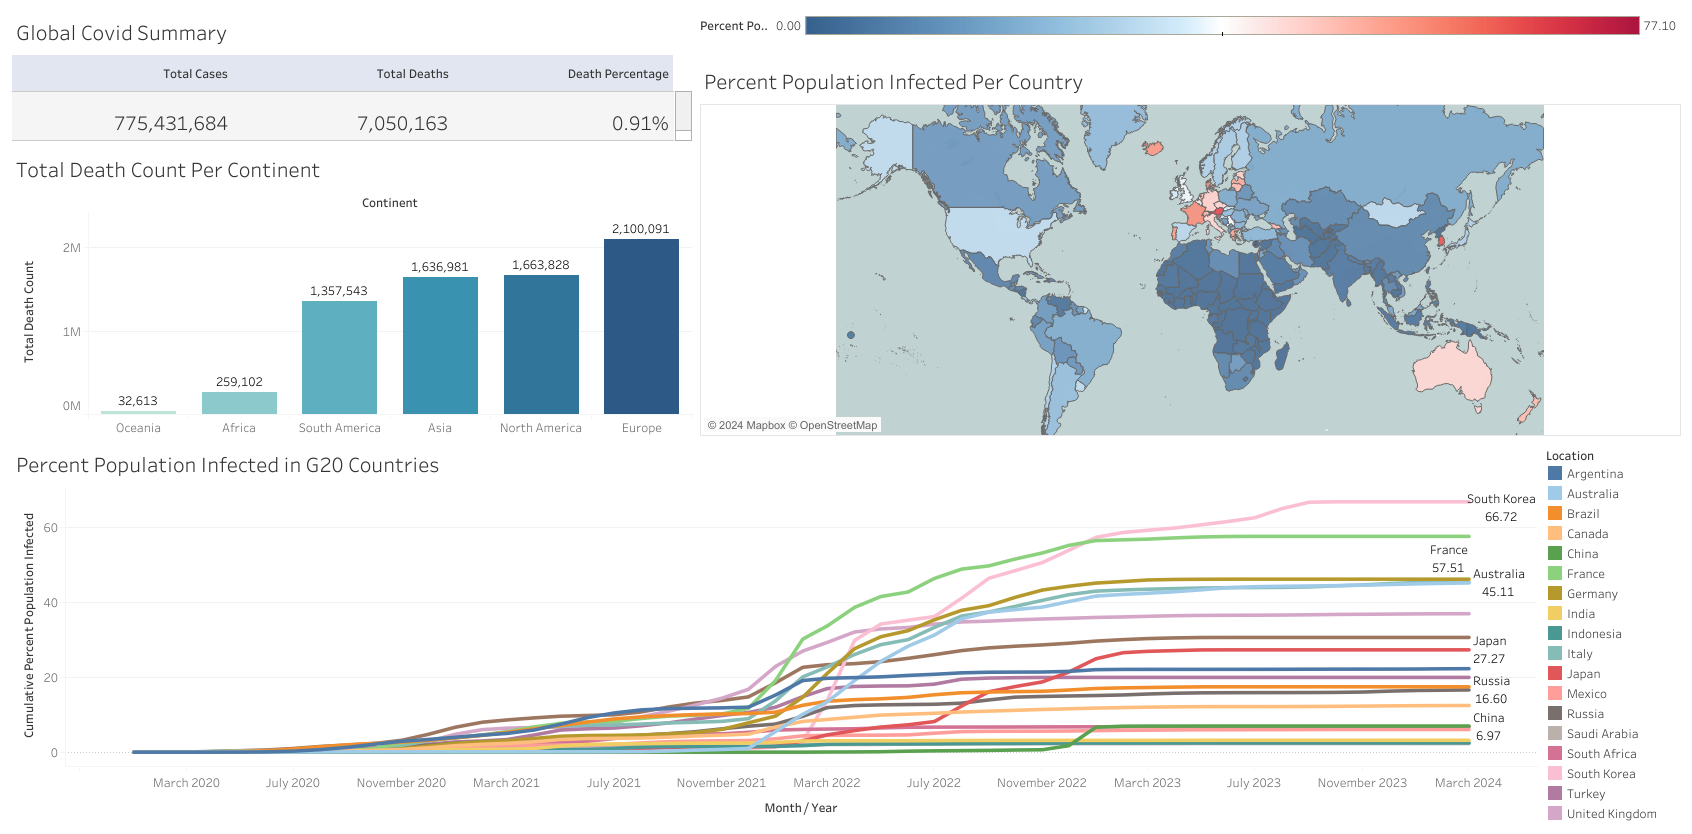 Global Covid Summary
Total Cases Total Deaths Death Percentage
775,431,684 7,050,163 0.91%
Percent Po.. 0.00 77.10
Percent Population Infected Per Country
© 2024 Mapbox © OpenStreetMap
Total Death Count Per Continent
Continent
Total Death Count
2M
1M
0M
32,613
259,102
1,357,543
1,636,981
1,663,828
2,100,091
Oceania Africa South America Asia North America Europe
Percent Population Infected in G20 Countries
Cumulative Percent Population Infected
60
40
20
0
South Korea
66.72
France
57.51
Australia
45.11
Japan
27.27
Russia
16.60
China
6.97
March 2020 July 2020 November 2020 March 2021 July 2021 November 2021 March 2022 July 2022 November 2022 March 2023 July 2023 November 2023 March 2024
Month / Year
Location
Argentina
Australia
Brazil
Canada
China
France
Germany
India
Indonesia
Italy
Japan
Mexico
Russia
Saudi Arabia
South Africa
South Korea
Turkey
United Kingdom